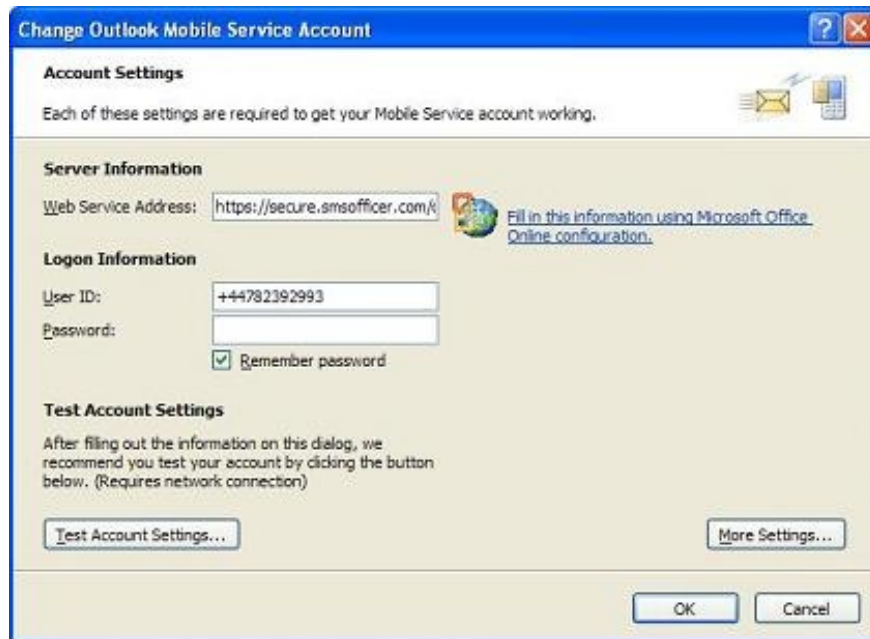 Change Outlook Mobile Service Account
Account Settings
Each of these settings are required to get your Mobile Service account working.
Server Information
Web Service Address: https://secure.smsofficer.com/
Fill in this information using Microsoft Office
Online configuration.
Logon Information
User ID: +44782392993
Password:
Remember password
Test Account Settings
After filling out the information on this dialog, we
recommend you test your account by clicking the button
below. (Requires network connection)
Test Account Settings...
More Settings...
OK
Cancel